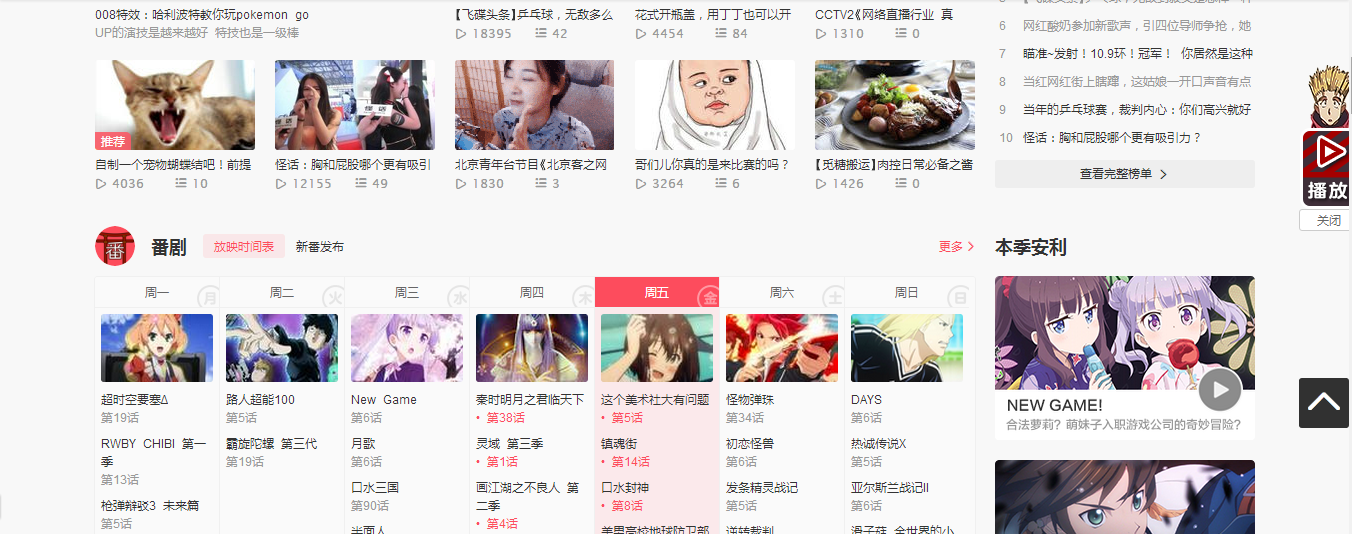 008特效：哈利波特教你玩pokemon go
UP的演技是越来越好 特技也是一级棒
【飞碟头条】乒乓球，无敌多么
18395 42
花式开瓶盖，用丁丁也可以开
4454 84
CCTV2《网络直播行业 真
1310 0
6 网红酸奶参加新歌声，引四位导师争抢，她
7 瞄准~发射！10.9环！冠军！ 你居然是这种
8 当红网红街上瞎蹿，这姑娘一开口声音有点
9 当年的乒乓球赛，裁判内心：你们高兴就好
10 怪话：胸和屁股哪个更有吸引力？
查看完整榜单
推荐
自制一个宠物蝴蝶结吧！前提
4036 10
怪话：胸和屁股哪个更有吸引
12155 49
北京青年台节目《北京客之网
1830 3
哥们儿你真的是来比赛的吗？
3264 6
【觅糖搬运】肉控日常必备之酱
1426 0
播放
关闭
番
番剧
放映时间表
新番发布
更多
本季安利
周一 月
周二 火
周三 水
周四 木
周五 金
周六 土
周日 日
超时空要塞Δ
第19话
RWBY CHIBI 第一
季
第13话
枪弹辩驳3 未来篇
第5话
路人超能100
第5话
霸旋陀螺 第三代
第19话
New Game
第6话
月歌
第6话
口水三国
第90话
半面人
秦时明月之君临天下
• 第38话
灵域 第三季
• 第1话
画江湖之不良人 第
二季
• 第4话
这个美术社大有问题
• 第5话
镇魂街
• 第14话
口水封神
• 第8话
美男高校地球防卫部
怪物弹珠
第34话
初恋怪兽
第6话
发条精灵战记
第5话
逆转裁判
DAYS
第6话
热诚传说X
第5话
亚尔斯兰战记II
第6话
滑子菇 全世界的小
NEW GAME!
合法萝莉？萌妹子入职游戏公司的奇妙冒险？